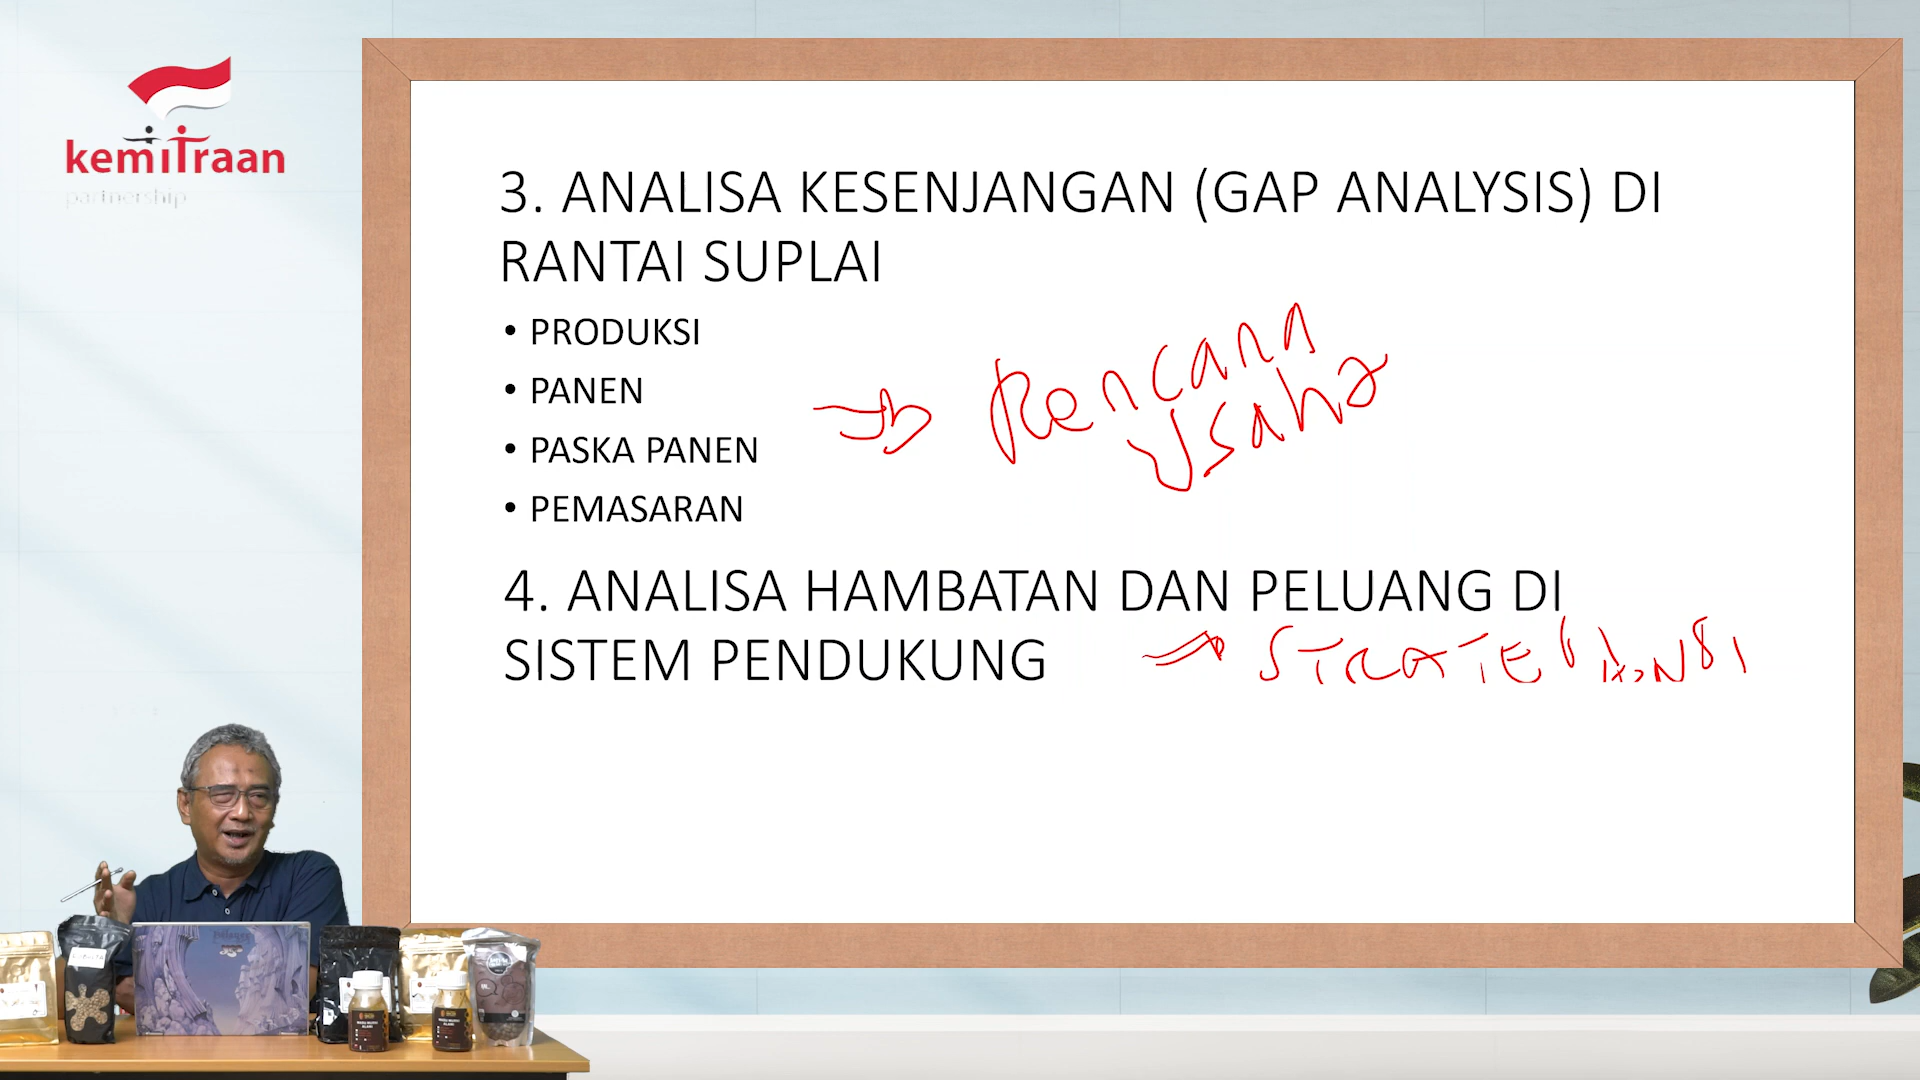 kemitraan
partnership
3. ANALISA KESENJANGAN (GAP ANALYSIS) DI
RANTAI SUPLAI
• PRODUKSI
• PANEN
• PASKA PANEN
• PEMASARAN
Rencana
Usaha
4. ANALISA HAMBATAN DAN PELUANG DI
SISTEM PENDUKUNG